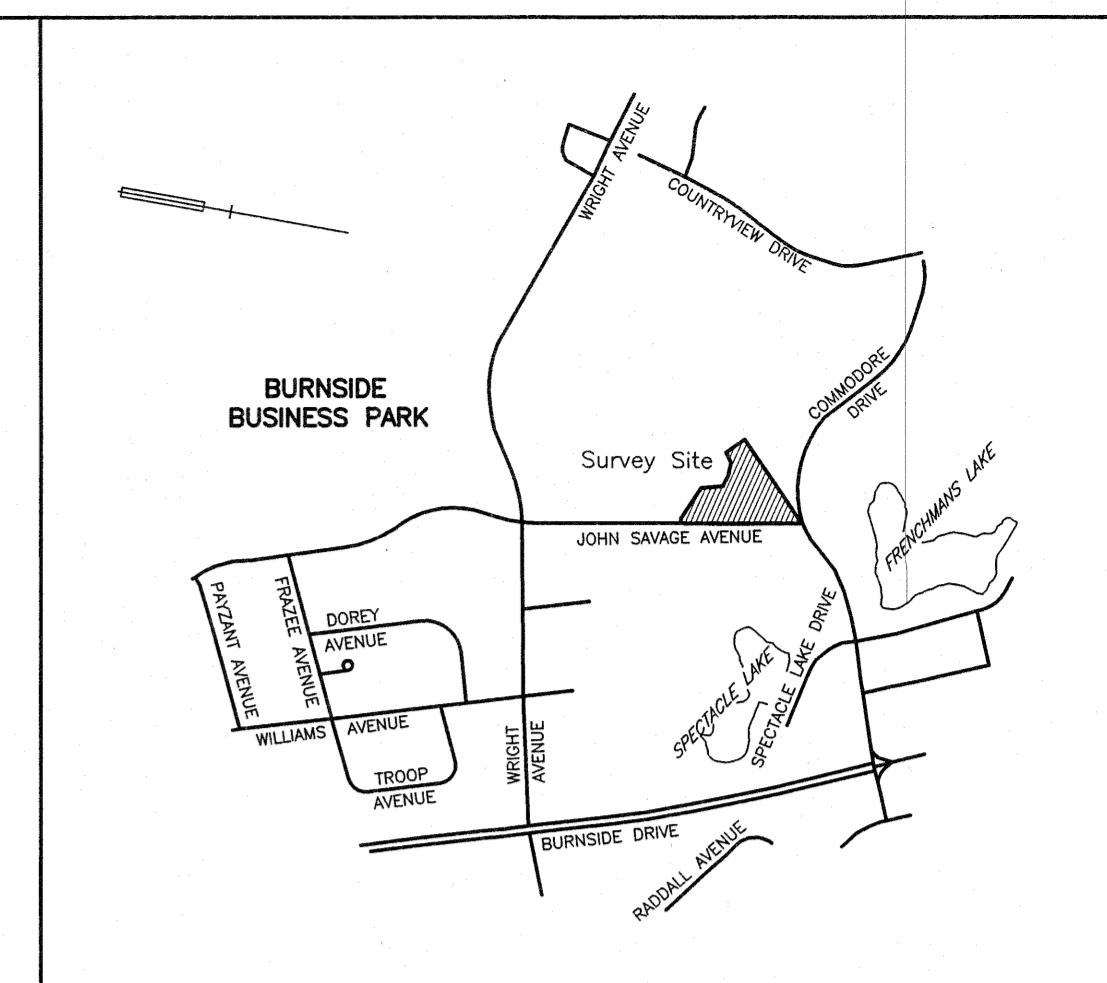 WRIGHT AVENUE
COUNTRYVIEW DRIVE
BURNSIDE
BUSINESS PARK
COMMODORE
DRIVE
Survey Site
FRENCHMANS LAKE
JOHN SAVAGE AVENUE
PAYZANT AVENUE
FRAZEE AVENUE
DOREY
AVENUE
SPECTACLE LAKE
SPECTACLE LAKE DRIVE
WILLIAMS AVENUE
WRIGHT
AVENUE
TROOP
AVENUE
BURNSIDE DRIVE
RADDALL AVENUE